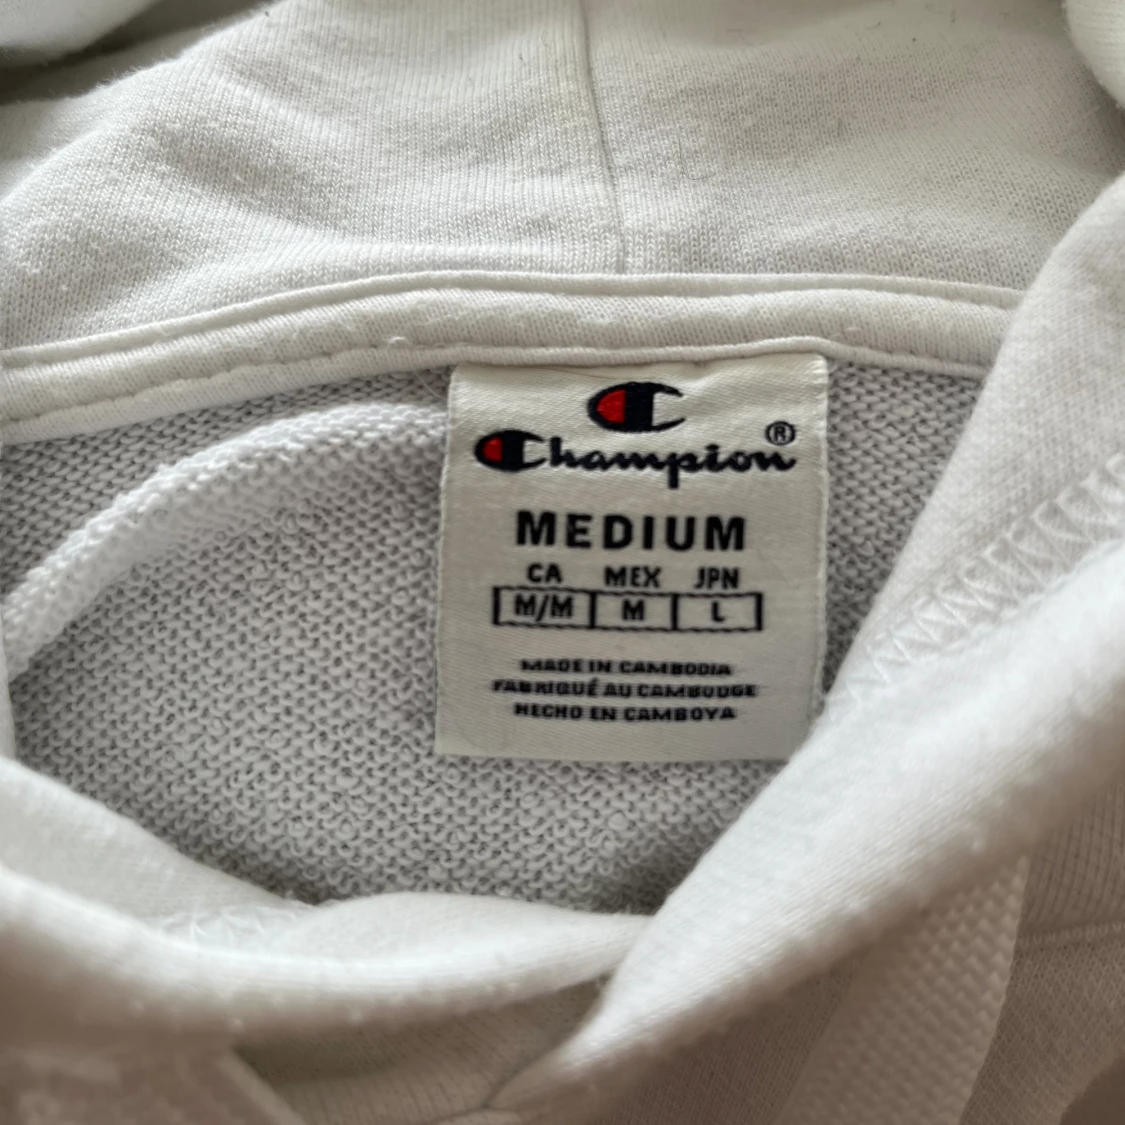 Champion®
MEDIUM
CA MEX JPN
M/M M L
MADE IN CAMBODIA
FABRIQUÉ AU CAMBODGE
HECHO EN CAMBOYA